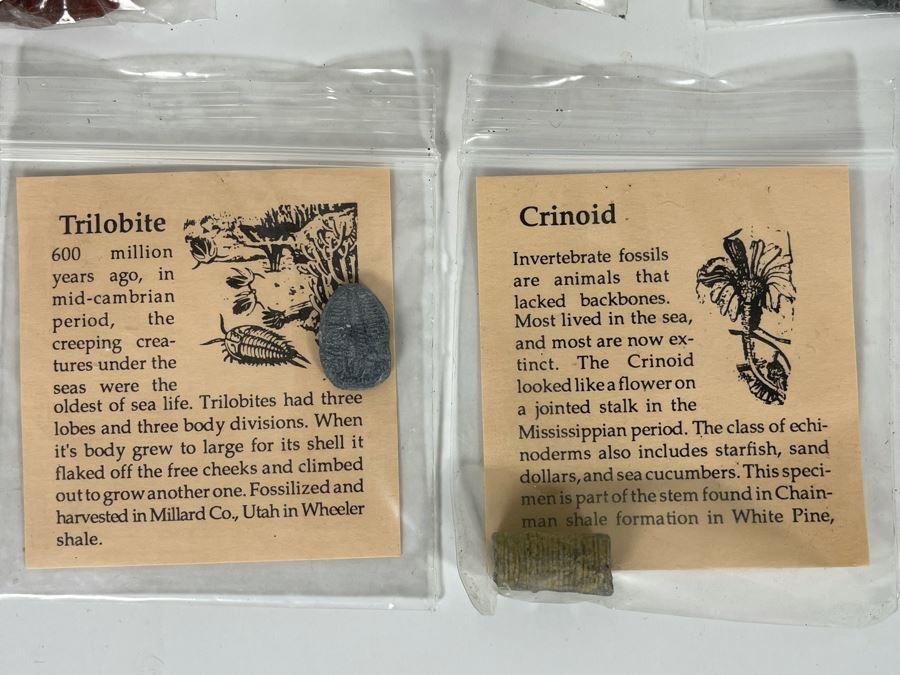 Trilobite
600 million
years ago, in
mid-cambrian
period, the
creeping crea-
tures under the
seas were the
oldest of sea life. Trilobites had three
lobes and three body divisions. When
it's body grew to large for its shell it
flaked off the free cheeks and climbed
out to grow another one. Fossilized and
harvested in Millard Co., Utah in Wheeler
shale.
Crinoid
Invertebrate fossils
are animals that
lacked backbones.
Most lived in the sea,
and most are now ex-
tinct. The Crinoid
looked like a flower on
a jointed stalk in the
Mississippian period. The class of echi-
noderms also includes starfish, sand
dollars, and sea cucumbers. This speci-
men is part of the stem found in Chain-
man shale formation in White Pine,